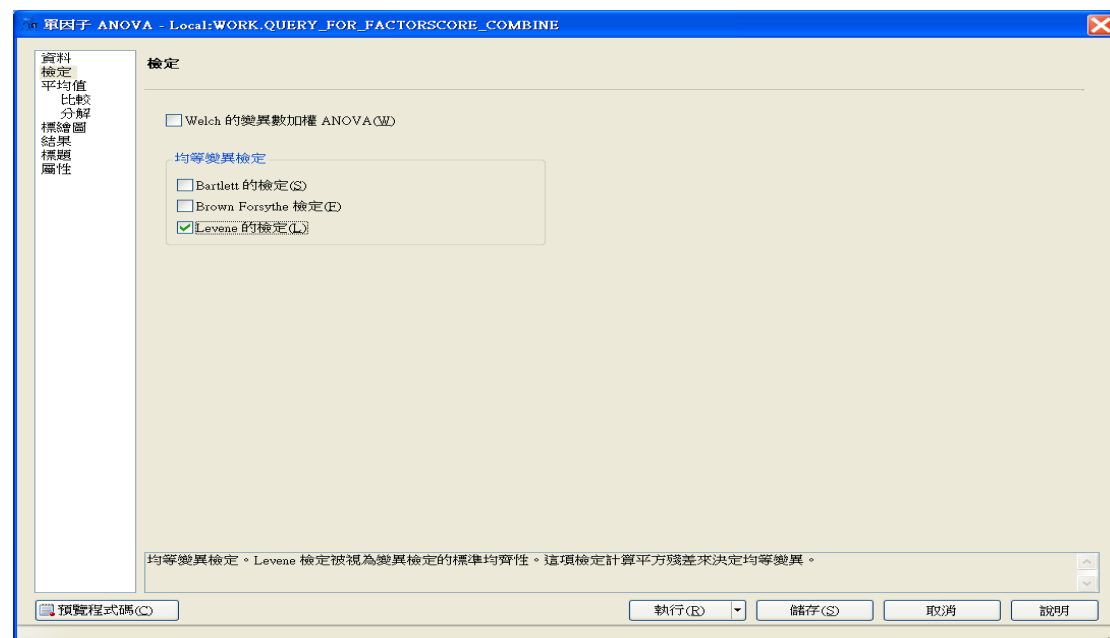 單因子 ANOVA - Local:WORK.QUERY_FOR_FACTORSCORE_COMBINE
資料
檢定
平均值
比較
分解
標繪圖
結果
標題
屬性
檢定
Welch 的變異數加權 ANOVA(W)
均等變異檢定
Bartlett 的檢定(S)
Brown Forsythe 檢定(F)
Levene 的檢定(L)
均等變異檢定。Levene 檢定被視為變異檢定的標準均齊性。這項檢定計算平方殘差來決定均等變異。
預覽程式碼(C)
執行(R)
儲存(S)
取消
說明